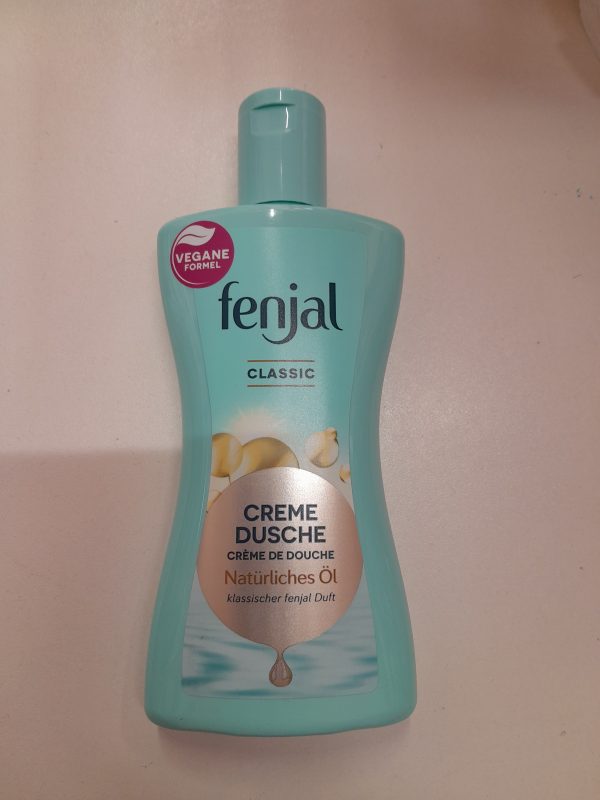 VEGANE
FORMEL
fenjal
CLASSIC
CREME
DUSCHE
CRÈME DE DOUCHE
Natürliches Öl
klassischer fenjal Duft